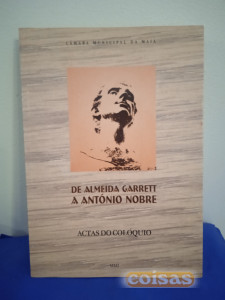 CÂMARA MUNICIPAL DA MAIA
DE ALMEIDA GARRETT
A ANTÓNIO NOBRE
ACTAS DO COLÓQUIO
coisas